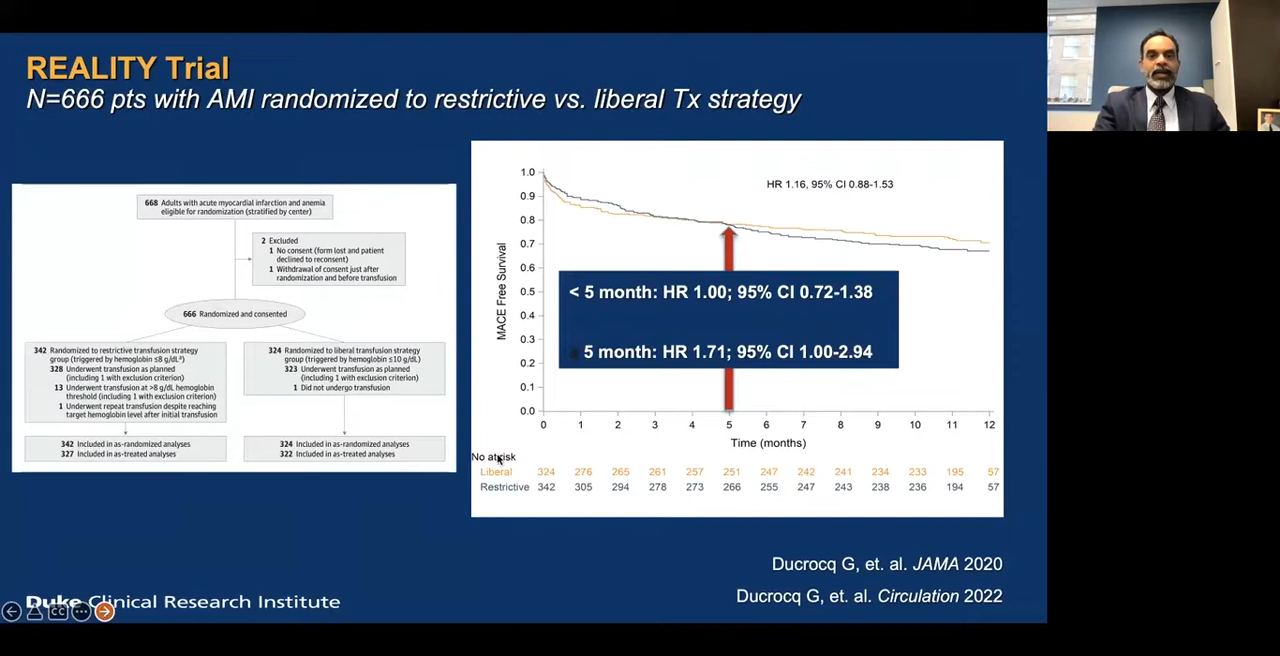 REALITY Trial
N=666 pts with AMI randomized to restrictive vs. liberal Tx strategy
668 Adults with acute myocardial infarction and anemia
eligible for randomization (stratified by center)
2 Excluded
1 No consent (form lost and patient
declined to reconsent)
1 Withdrawal of consent just after
randomization and before transfusion
666 Randomized and consented
342 Randomized to restrictive transfusion strategy
group (triggered by hemoglobin ≤8 g/dLa)
328 Underwent transfusion as planned
(including 1 with exclusion criterion)
13 Underwent transfusion at >8 g/dL hemoglobin
threshold (including 1 with exclusion criterion)
1 Underwent repeat transfusion despite reaching
target hemoglobin level after initial transfusion
324 Randomized to liberal transfusion strategy
group (triggered by hemoglobin ≤10 g/dL)
323 Underwent transfusion as planned
(including 1 with exclusion criterion)
1 Did not undergo transfusion
342 Included in as-randomized analyses
327 Included in as-treated analyses
324 Included in as-randomized analyses
322 Included in as-treated analyses
HR 1.16, 95% CI 0.88-1.53
MACE Free Survival
1.0
0.9
0.8
0.7
0.6
0.5
0.4
0.3
0.2
0.1
0.0
< 5 month: HR 1.00; 95% CI 0.72-1.38
5 month: HR 1.71; 95% CI 1.00-2.94
0 1 2 3 4 5 6 7 8 9 10 11 12
Time (months)
No at risk
Liberal 324 276 265 261 257 251 247 242 241 234 233 195 57
Restrictive 342 305 294 278 273 266 255 247 243 238 236 194 57
Ducrocq G, et. al. JAMA 2020
Ducrocq G, et. al. Circulation 2022
Duke Clinical Research Institute
CC